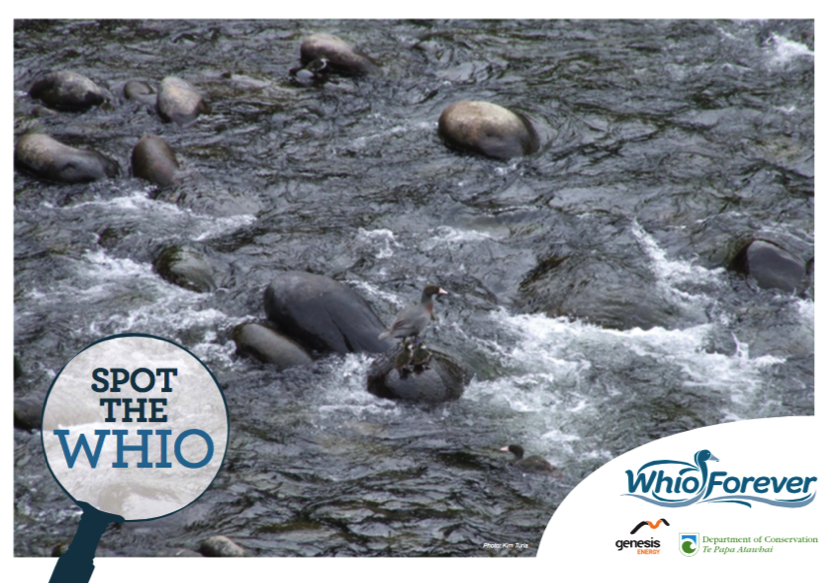 SPOT
THE
WHIO
Photo: Kim Turia
Whio Forever
genesis
ENERGY
Department of Conservation
Te Papa Atawhai